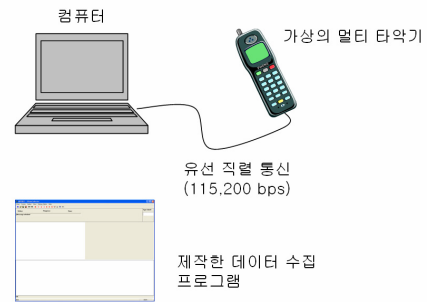 컴퓨터
가상의 멀티 타악기
유선 직렬 통신
(115,200 bps)
제작한 데이터 수집
프로그램